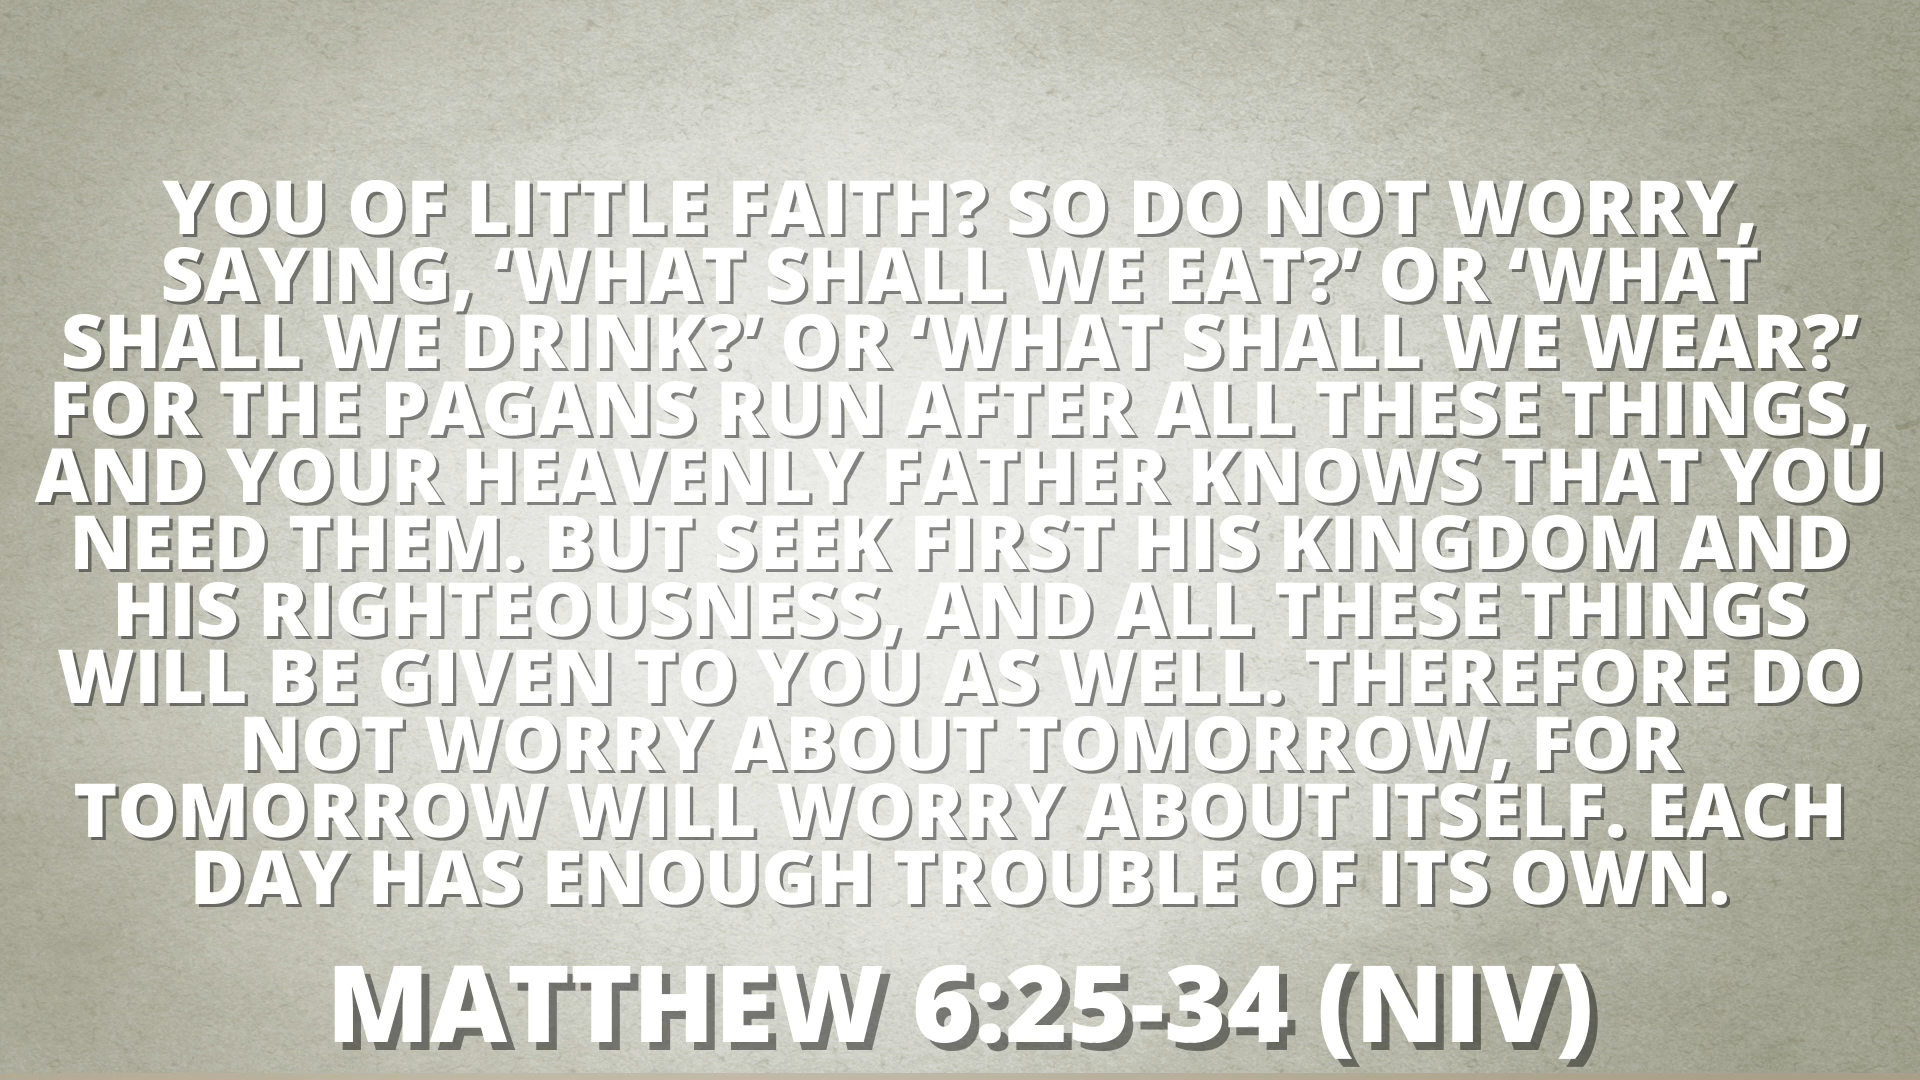 YOU OF LITTLE FAITH? SO DO NOT WORRY,
SAYING, ‘WHAT SHALL WE EAT?’ OR ‘WHAT
SHALL WE DRINK?’ OR ‘WHAT SHALL WE WEAR?’
FOR THE PAGANS RUN AFTER ALL THESE THINGS,
AND YOUR HEAVENLY FATHER KNOWS THAT YOU
NEED THEM. BUT SEEK FIRST HIS KINGDOM AND
HIS RIGHTEOUSNESS, AND ALL THESE THINGS
WILL BE GIVEN TO YOU AS WELL. THEREFORE DO
NOT WORRY ABOUT TOMORROW, FOR
TOMORROW WILL WORRY ABOUT ITSELF. EACH
DAY HAS ENOUGH TROUBLE OF ITS OWN.
MATTHEW 6:25-34 (NIV)